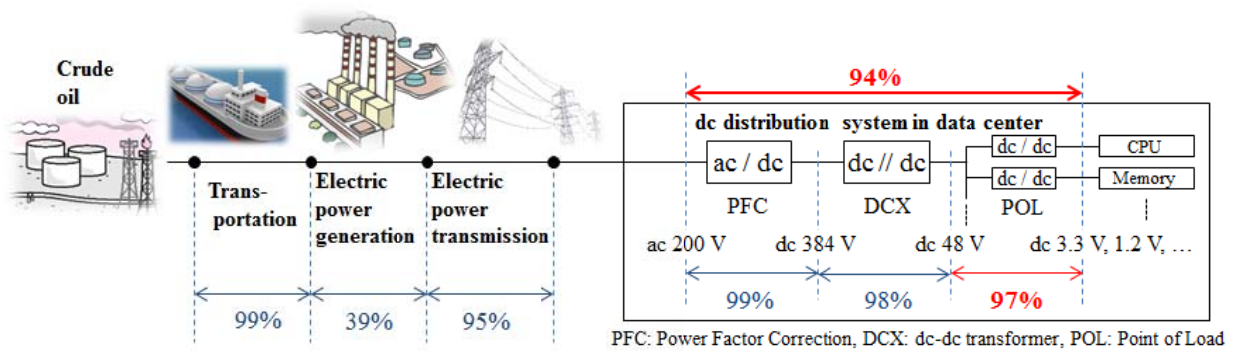 Crude
oil
94%
dc distribution system in data center
ac / dc
dc // dc
dc / dc
CPU
dc / dc
Memory
PFC
DCX
POL
Trans-
portation
Electric
power
generation
Electric
power
transmission
ac 200 V
dc 384 V
dc 48 V
dc 3.3 V, 1.2 V, …
99%
39%
95%
99%
98%
97%
PFC: Power Factor Correction, DCX: dc-dc transformer, POL: Point of Load